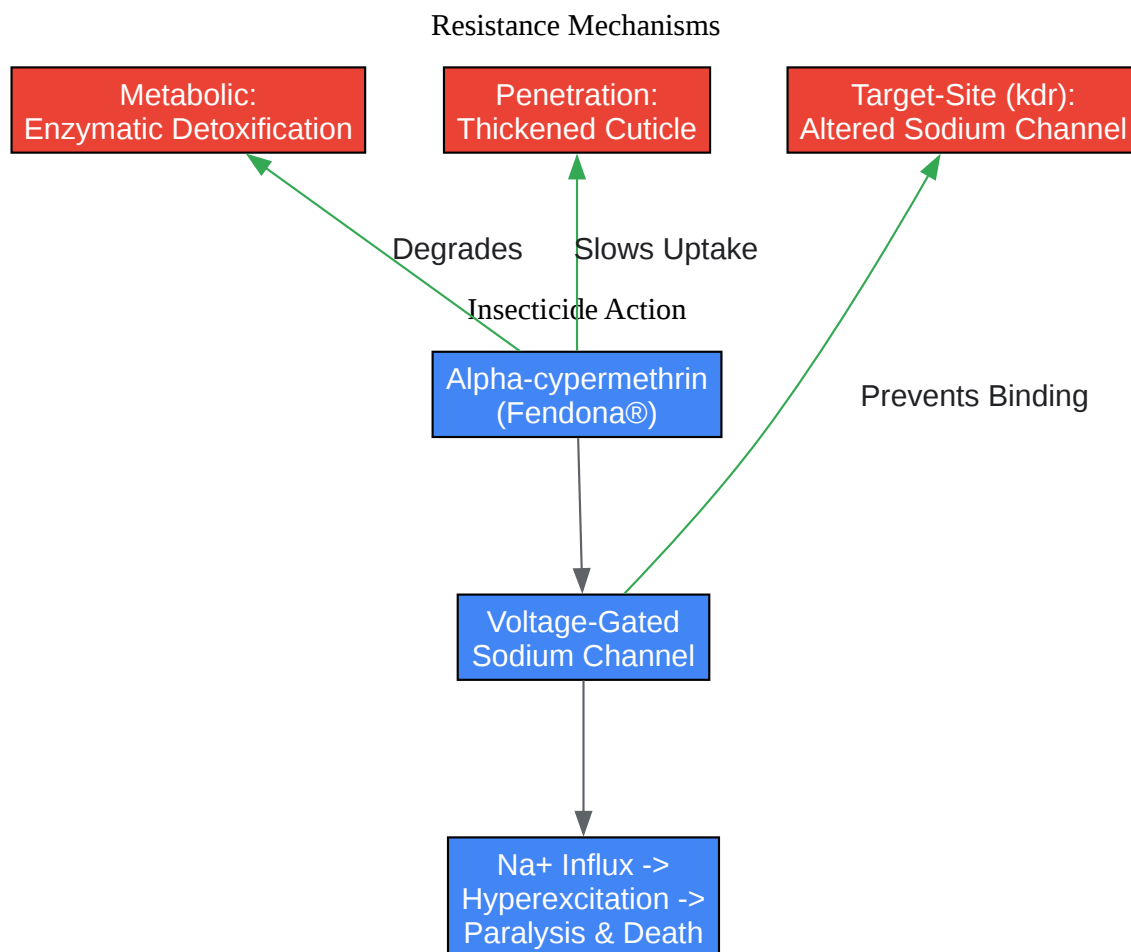 Resistance Mechanisms
Metabolic:
Enzymatic Detoxification
Penetration:
Thickened Cuticle
Target-Site (kdr):
Altered Sodium Channel
Degrades
Slows Uptake
Insecticide Action
Alpha-cypermethrin
(Fendona®)
Prevents Binding
Voltage-Gated
Sodium Channel
Na+ Influx ->
Hyperexcitation ->
Paralysis & Death